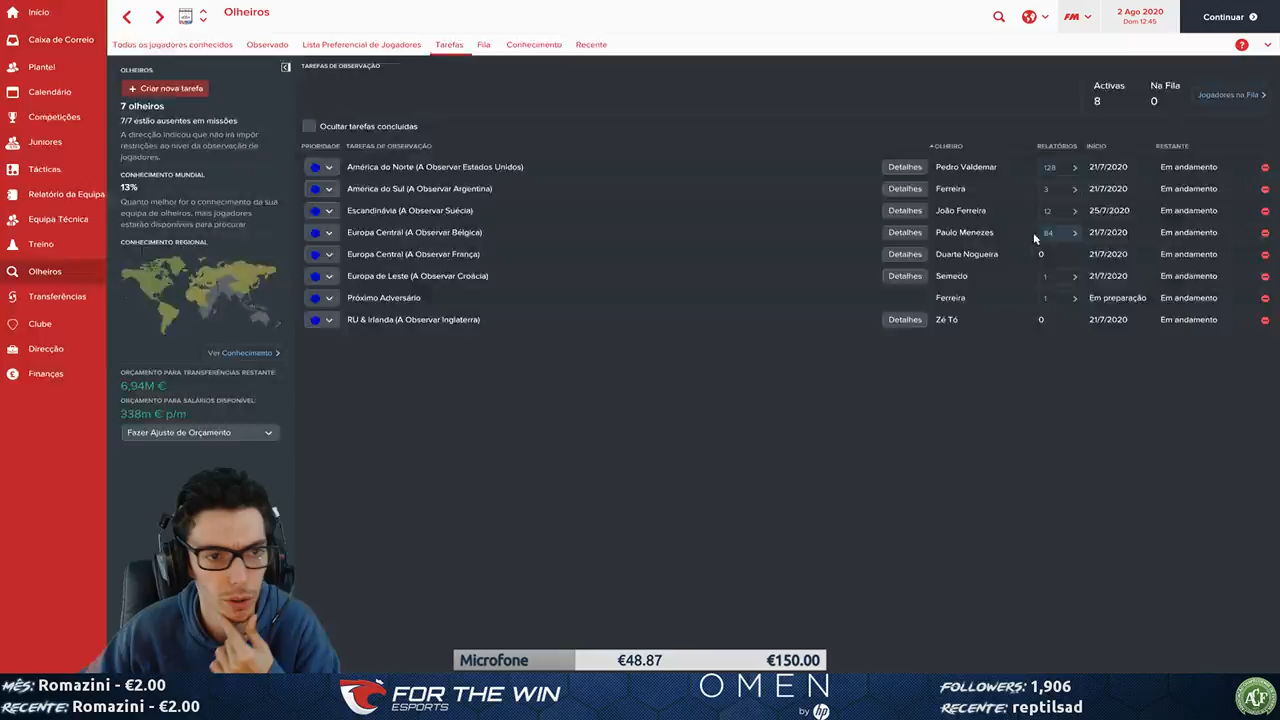 Início
Caixa de Correio
Plantel
Calendário
Competições
Juniores
Tácticas
Relatório da Equipa
Equipa Técnica
Treino
Olheiros
Transferências
Clube
Direcção
Finanças
Olheiros
FM
2 Ago 2020
Dom 12:45
Continuar
Todos os jogadores conhecidos
Observado
Lista Preferencial de Jogadores
Tarefas
Fila
Conhecimento
Recente
?
OLHEIROS
+ Criar nova tarefa
7 olheiros
7/7 estão ausentes em missões
A direcção indicou que não irá impor
restrições ao nível da observação de
jogadores.
CONHECIMENTO MUNDIAL
13%
Quanto melhor for o conhecimento da sua
equipa de olheiros, mais jogadores
estarão disponíveis para procurar
CONHECIMENTO REGIONAL
Ver Conhecimento
ORÇAMENTO PARA TRANSFERÊNCIAS RESTANTE:
6,94M €
ORÇAMENTO PARA SALÁRIOS DISPONÍVEL:
338m € p/m
Fazer Ajuste de Orçamento
TAREFAS DE OBSERVAÇÃO
Activas
8
Na Fila
0
Jogadores na Fila
Ocultar tarefas concluídas
PRIORIDADE TAREFAS DE OBSERVAÇÃO OLHEIRO RELATÓRIOS INÍCIO RESTANTE
América do Norte (A Observar Estados Unidos) Detalhes Pedro Valdemar 128 21/7/2020 Em andamento
América do Sul (A Observar Argentina) Detalhes Ferreira 3 21/7/2020 Em andamento
Escandinávia (A Observar Suécia) Detalhes João Ferreira 12 25/7/2020 Em andamento
Europa Central (A Observar Bélgica) Detalhes Paulo Menezes 84 21/7/2020 Em andamento
Europa Central (A Observar França) Detalhes Duarte Nogueira 0 21/7/2020 Em andamento
Europa de Leste (A Observar Croácia) Detalhes Semedo 1 21/7/2020 Em andamento
Próximo Adversário Ferreira 1 Em preparação Em andamento
RU & Irlanda (A Observar Inglaterra) Detalhes Zé Tó 0 21/7/2020 Em andamento
Microfone €48.87 €150.00
MÊS: Romazini - €2.00
RECENTE: Romazini - €2.00
FOR THE WIN
ESPORTS
OMEN
by hp
FOLLOWERS: 1,906
RECENTE: reptilsad
ACF